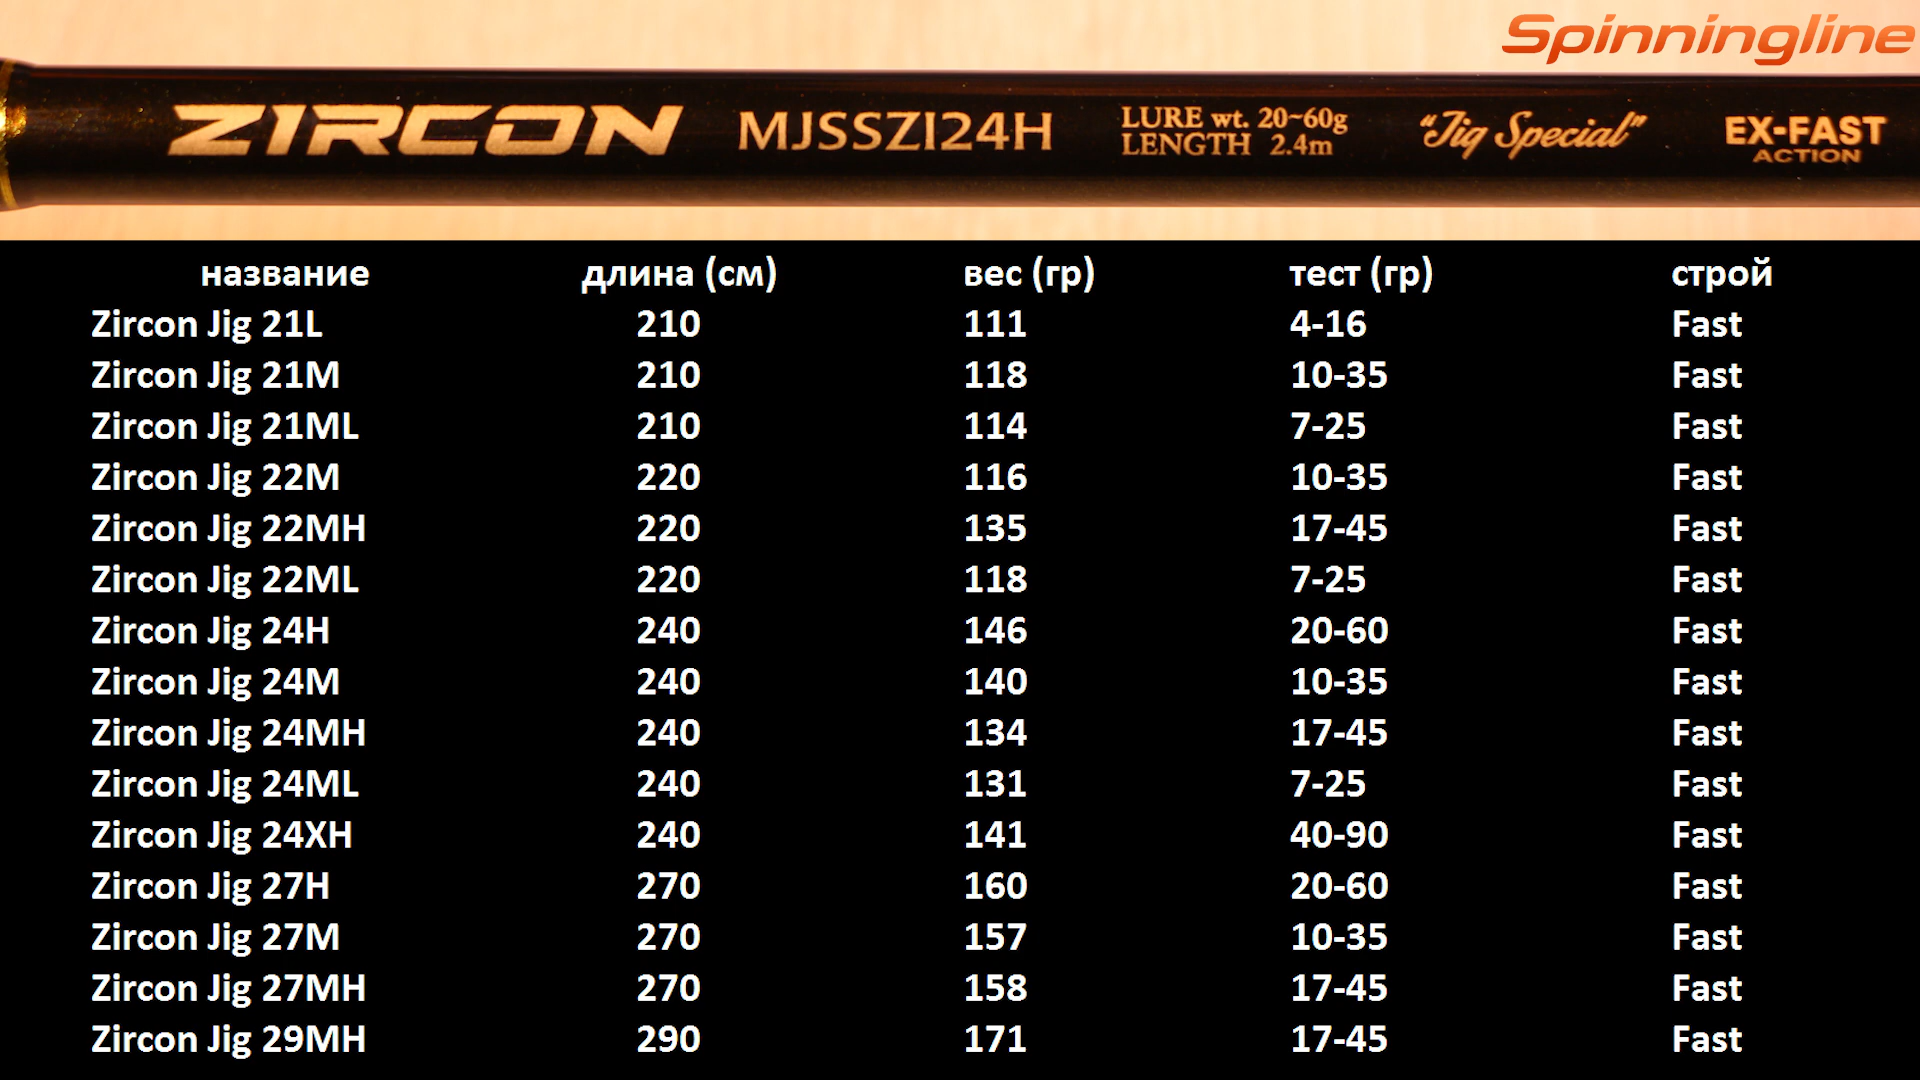 Spinningline
ZIRCON MJSSZI24H LURE wt. 20~60g LENGTH 2.4m "Jig Special" EX-FAST ACTION
название длина (см) вес (гр) тест (гр) строй
Zircon Jig 21L 210 111 4-16 Fast
Zircon Jig 21M 210 118 10-35 Fast
Zircon Jig 21ML 210 114 7-25 Fast
Zircon Jig 22M 220 116 10-35 Fast
Zircon Jig 22MH 220 135 17-45 Fast
Zircon Jig 22ML 220 118 7-25 Fast
Zircon Jig 24H 240 146 20-60 Fast
Zircon Jig 24M 240 140 10-35 Fast
Zircon Jig 24MH 240 134 17-45 Fast
Zircon Jig 24ML 240 131 7-25 Fast
Zircon Jig 24XH 240 141 40-90 Fast
Zircon Jig 27H 270 160 20-60 Fast
Zircon Jig 27M 270 157 10-35 Fast
Zircon Jig 27MH 270 158 17-45 Fast
Zircon Jig 29MH 290 171 17-45 Fast